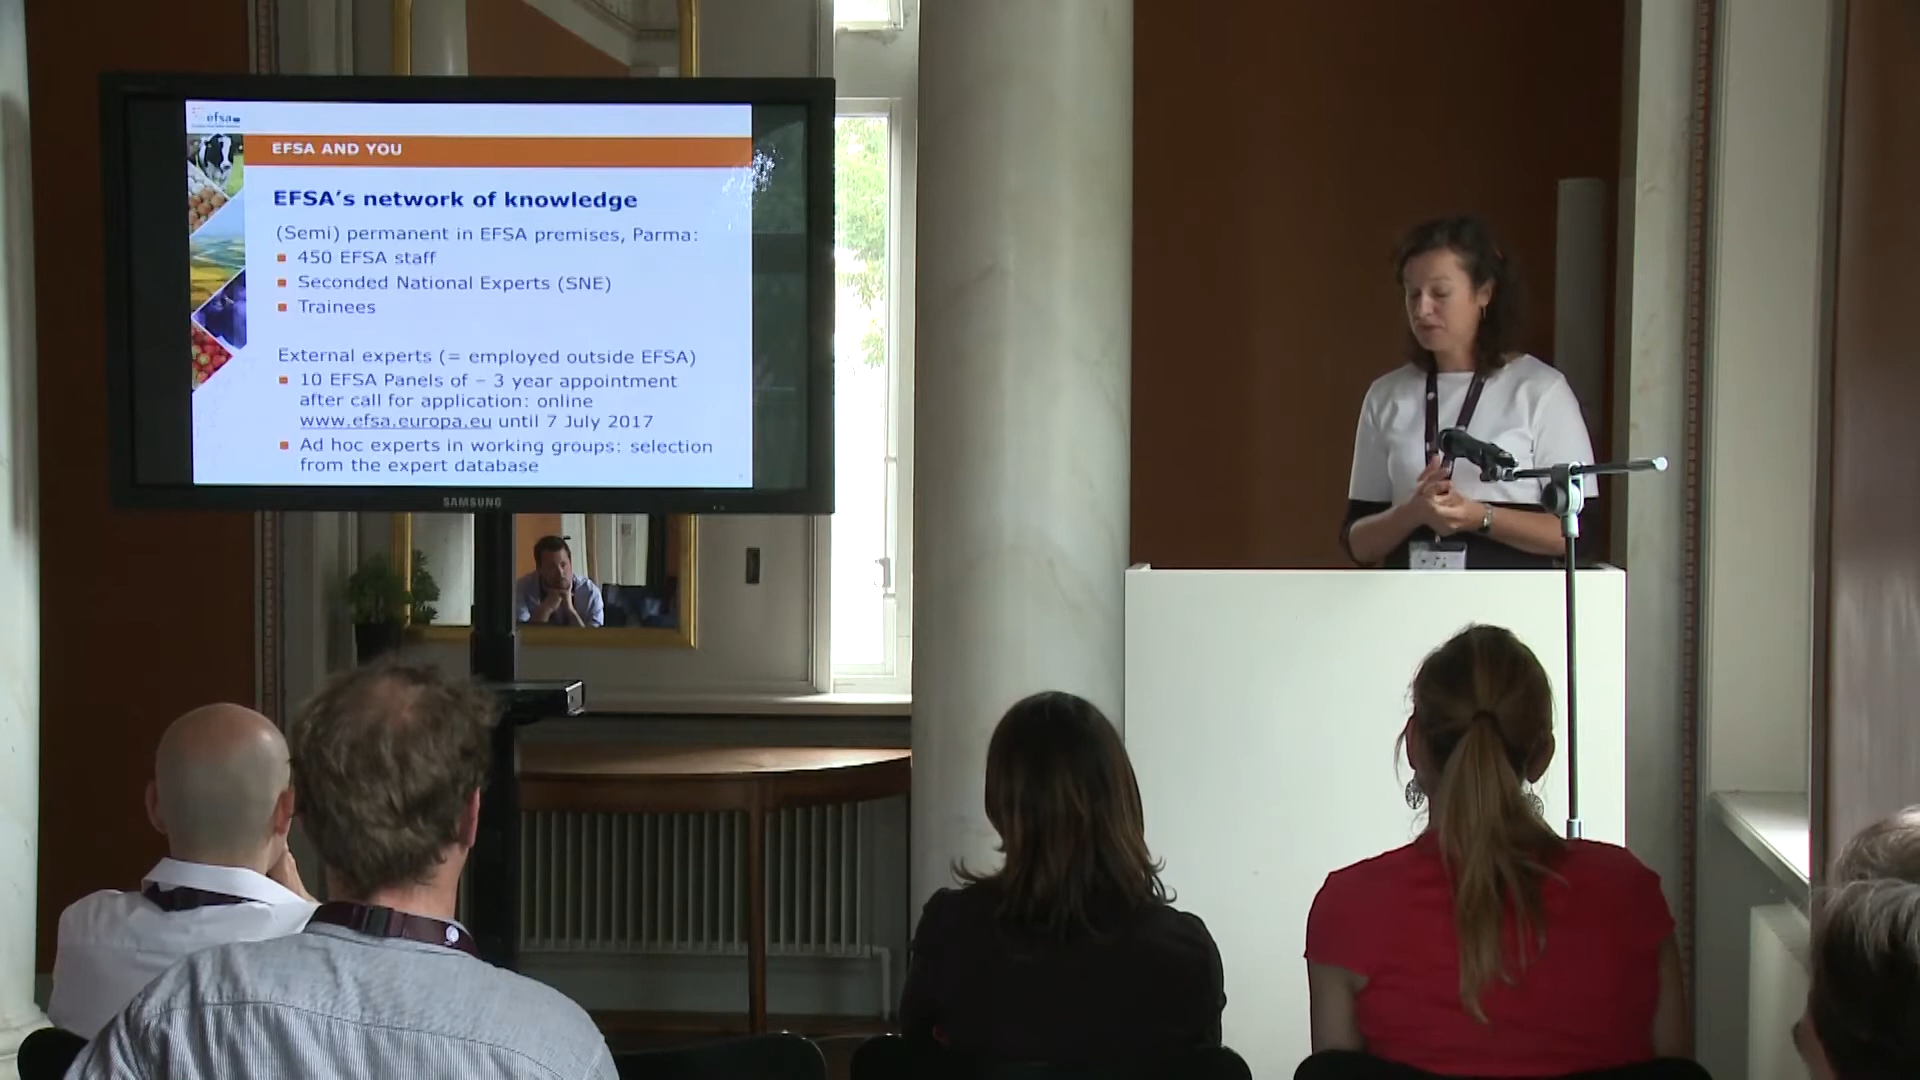 efsa
EFSA AND YOU
EFSA's network of knowledge
(Semi) permanent in EFSA premises, Parma:
450 EFSA staff
Seconded National Experts (SNE)
Trainees
External experts (= employed outside EFSA)
10 EFSA Panels of – 3 year appointment
after call for application: online
www.efsa.europa.eu until 7 July 2017
Ad hoc experts in working groups: selection
from the expert database
SAMSUNG